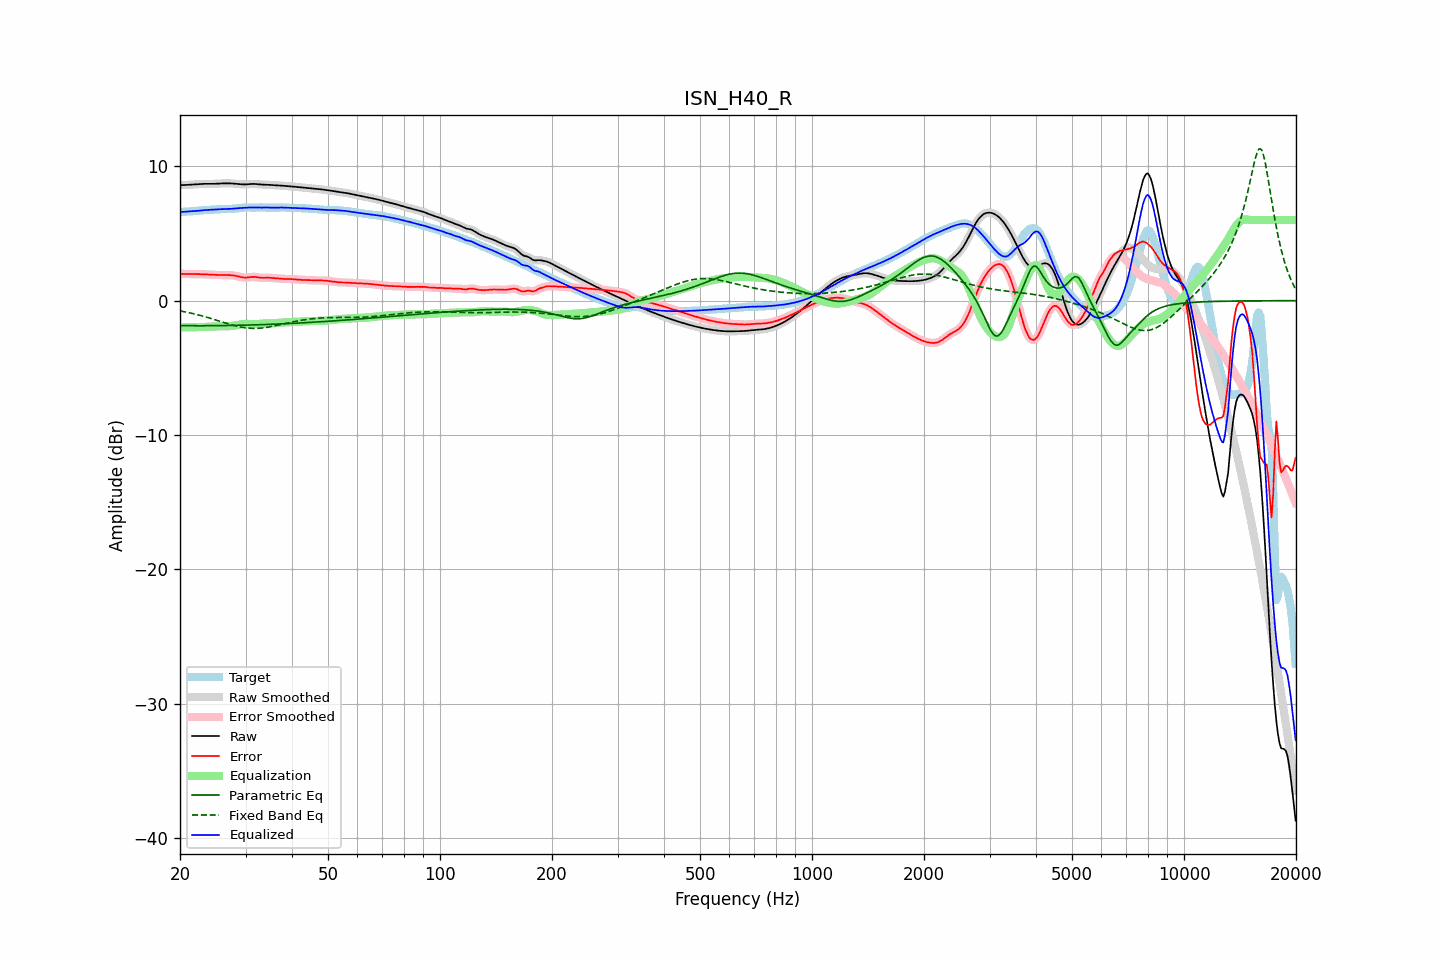 ISN_H40_R
Amplitude (dBr)
10
0
−10
−20
−30
−40
Target
Raw Smoothed
Error Smoothed
Raw
Error
Equalization
Parametric Eq
Fixed Band Eq
Equalized
20
50
100
200
500
1000
2000
5000
10000
20000
Frequency (Hz)